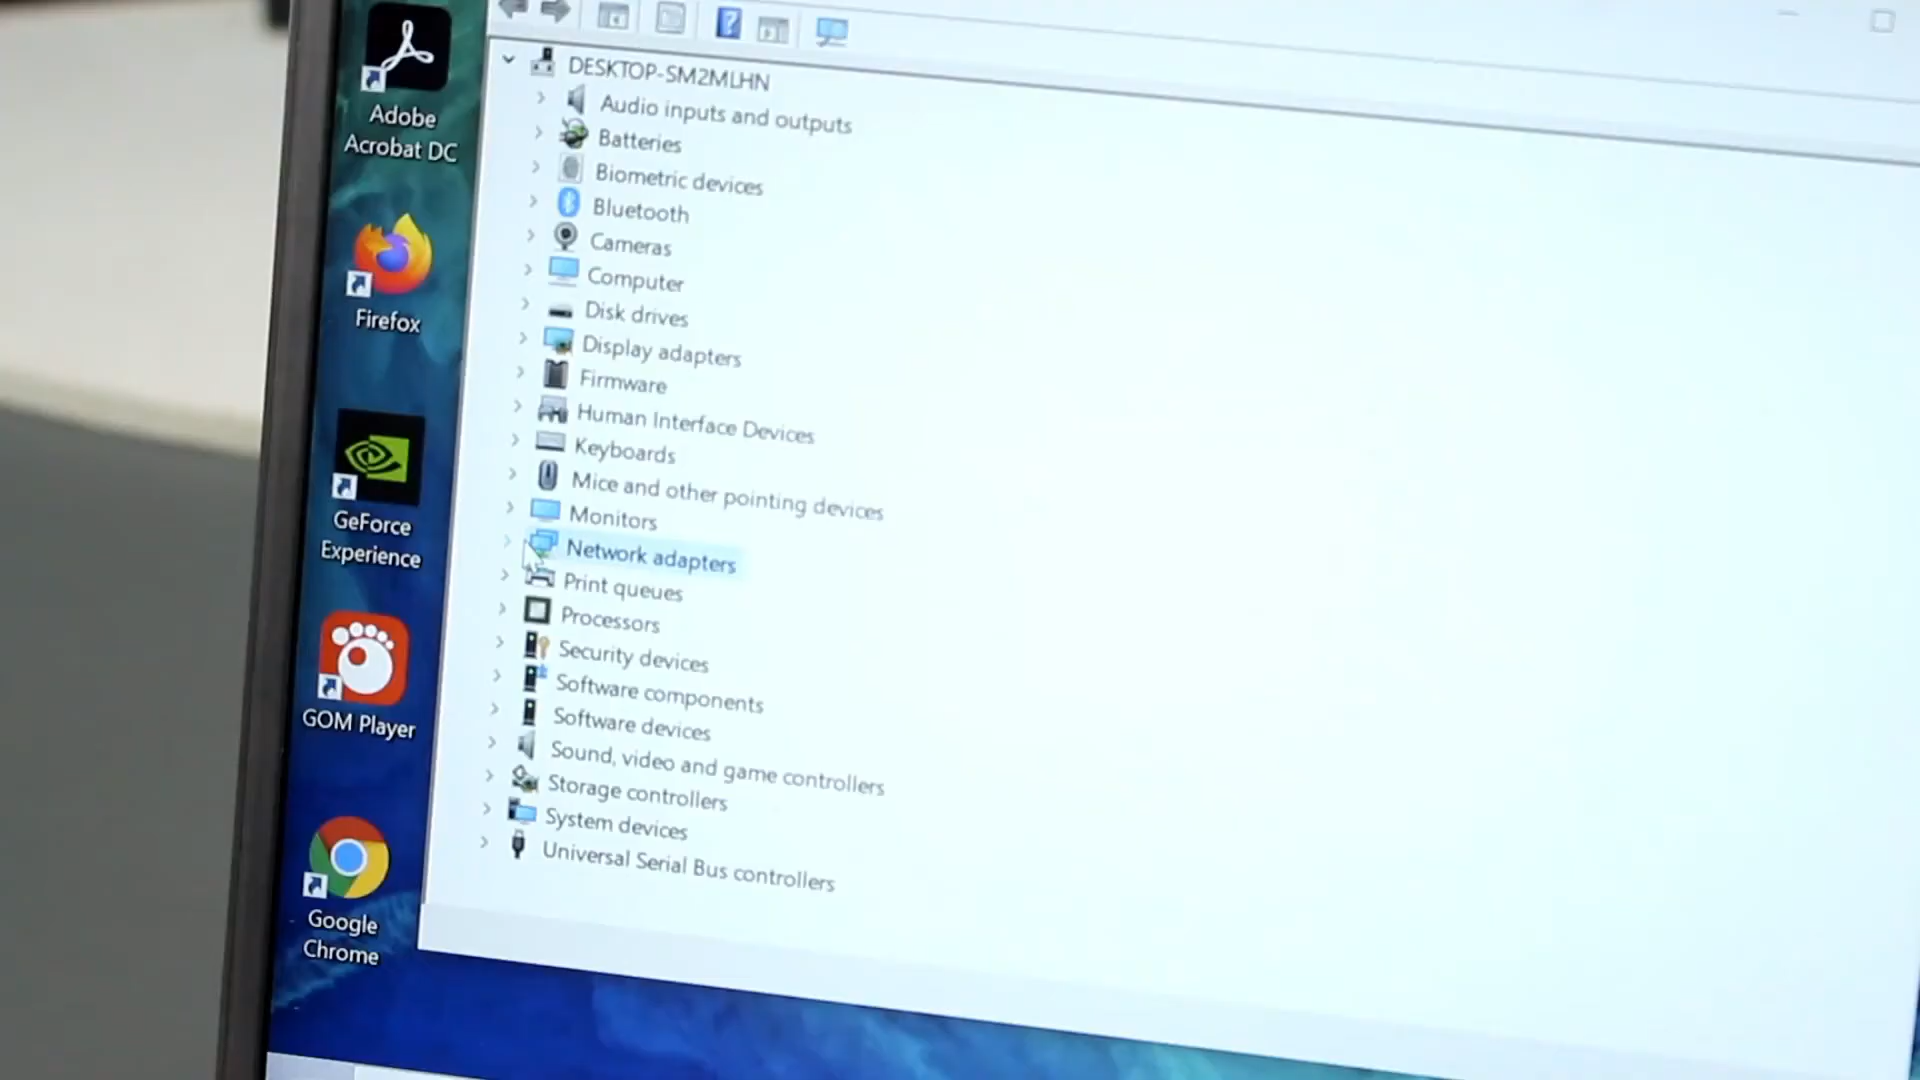 Adobe
Acrobat DC
Firefox
GeForce
Experience
GOM Player
Google
Chrome
DESKTOP-SM2MLHN
Audio inputs and outputs
Batteries
Biometric devices
Bluetooth
Cameras
Computer
Disk drives
Display adapters
Firmware
Human Interface Devices
Keyboards
Mice and other pointing devices
Monitors
Network adapters
Print queues
Processors
Security devices
Software components
Software devices
Sound, video and game controllers
Storage controllers
System devices
Universal Serial Bus controllers